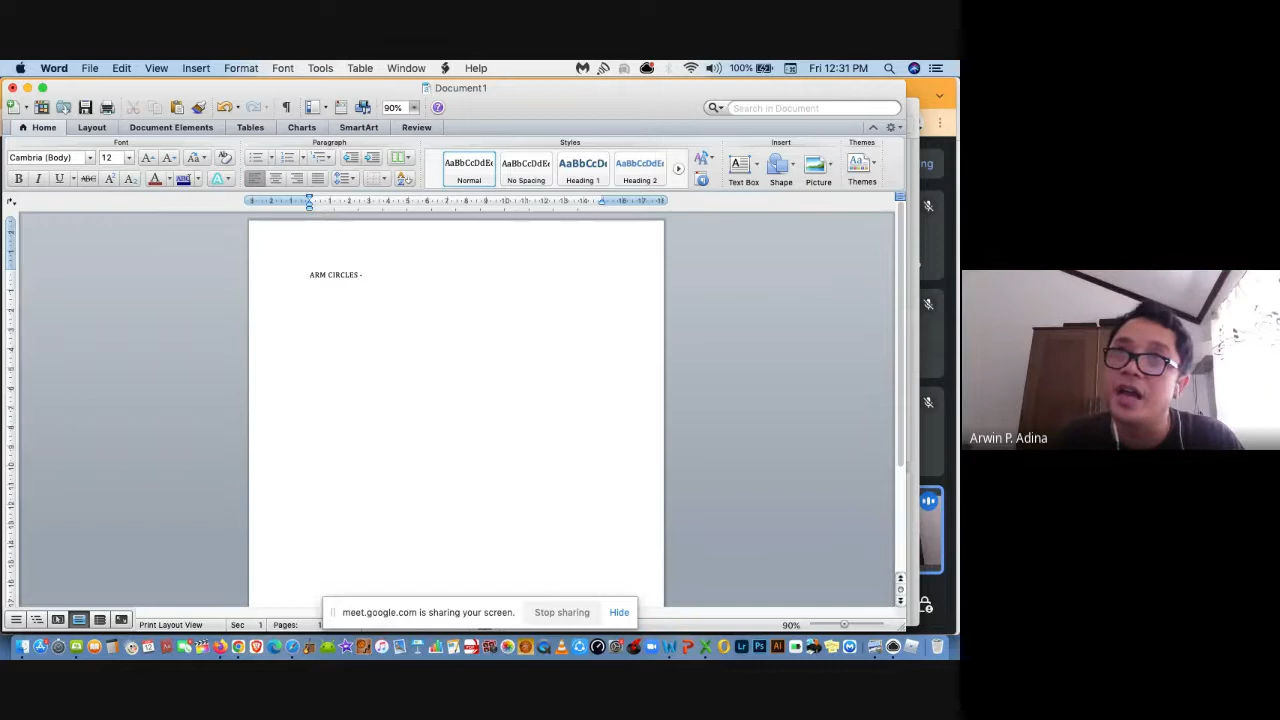 Word File Edit View Insert Format Font Tools Table Window Help 100% Fri 12:31 PM
Document1
90% Search in Document
Home Layout Document Elements Tables Charts SmartArt Review
Font Paragraph Styles Insert Themes
Cambria (Body) 12
AaBbCcDdEe AaBbCcDdEe AaBbCcDc AaBbCcDdEe
Normal No Spacing Heading 1 Heading 2 Text Box Shape Picture Themes
ARM CIRCLES -
Arwin P. Adina
meet.google.com is sharing your screen. Stop sharing Hide
Print Layout View Sec 1 Pages: 90%